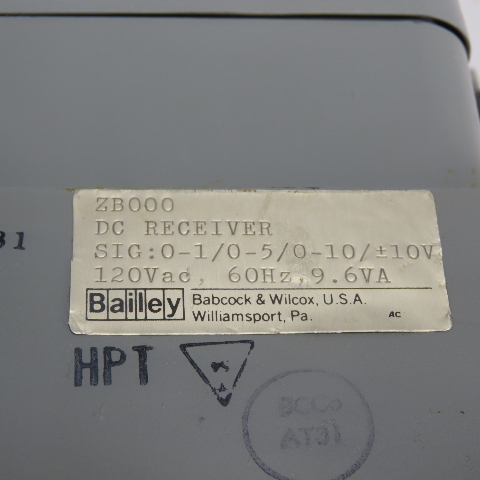 31
ZB000
DC RECEIVER
SIG:0-1/0-5/0-10/±10V
120Vac, 60Hz, 9.6VA
Bailey
Babcock & Wilcox, U.S.A.
Williamsport, Pa.
AC
HPT